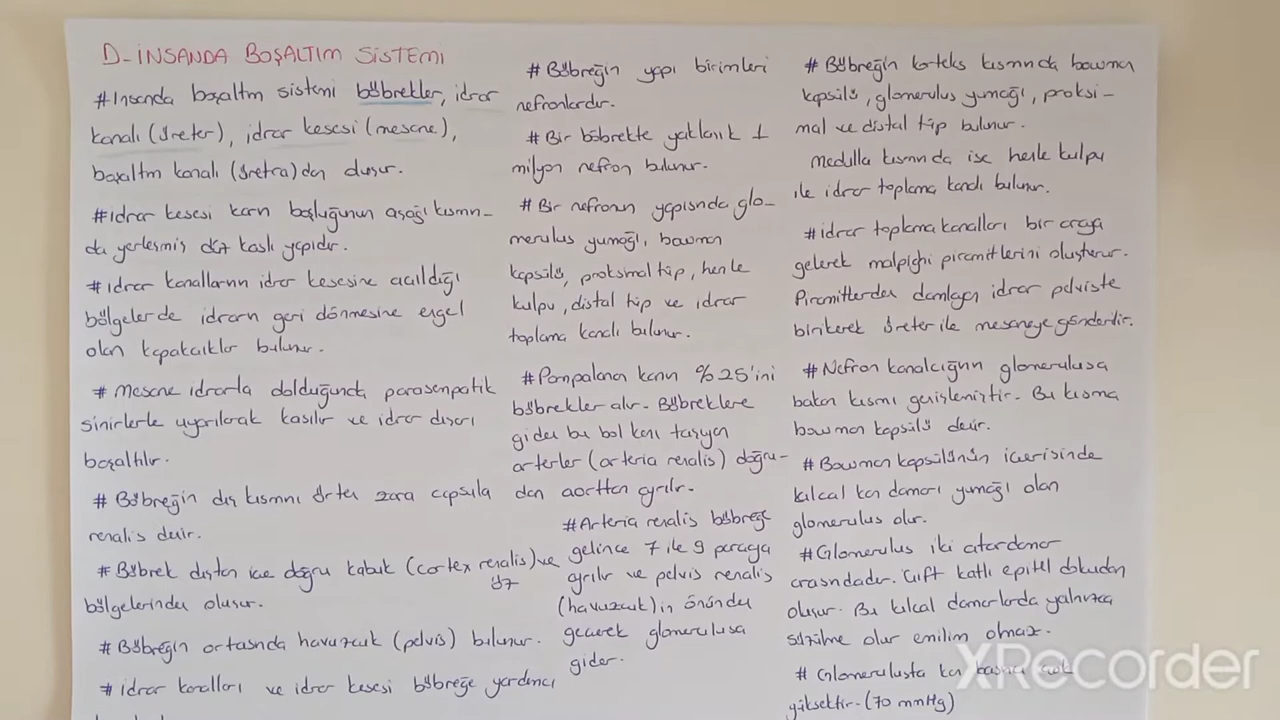 D-İNSANDA BOŞALTIM SİSTEMİ
#İnsanda boşaltım sistemi böbrekler, idrar
kanalı (üreter), idrar kesesi (mesane),
boşaltım kanalı (üretra)dan oluşur.
#idrar kesesi karın boşluğunun aşağı kısmın-
da yerleşmiş düz kaslı yapıdır.
#idrar kanallarının idrar kesesine açıldığı
bölgelerde idrarın geri dönmesine engel
olan kapakcıklar bulunur.
#Mesane idrarla dolduğunda parasempatik
sinirlerle uyarılarak kasılır ve idrar dışarı
boşaltılır.
#Böbreğin dış kısmını örten zara capsula
renalis denir.
#Böbrek dıştan içe doğru kabuk (cortex renalis) ve
öz
bölgelerinden oluşur.
#Böbreğin ortasında havuzcuk (pelvis) bulunur.
#idrar kanalları ve idrar kesesi böbreğe yardımcı
#Böbreğin yapı birimleri
nefronlardır.
#Bir böbrekte yaklaşık 1
milyon nefron bulunur.
#Bir nefronun yapısında glo-
merulus yumağı, bowman
kapsülü, proksimal tüp, henle
kulpu, distal tüp ve idrar
toplama kanalı bulunur.
#Pompalanan kanın %25'ini
böbrekler alır. Böbreklere
giden bu bol kanı taşıyan
arterler (arteria renalis) doğru-
dan aorttan ayrılır.
#Arteria renalis böbreğe
gelince 7 ile 9 parçaya
ayrılır ve pelvis renalis
(havuzcuk)in önünden
geçerek glomerulusa
gider.
#Böbreğin korteks kısmında bowman
kapsülü, glomerulus yumağı, proksi-
mal ve distal tüp bulunur.
Medulla kısmında ise henle kulpu
ile idrar toplama kanalı bulunur.
#idrar toplama kanalları bir araya
gelerek malpighi piramitlerini oluşturur.
Piramitlerden damlayan idrar pelviste
birikerek üreter ile mesaneye gönderilir.
#Nefron kanalcığının glomerulusa
bakan kısmı genişlemiştir. Bu kısma
bowman kapsülü denir.
#Bowman kapsülünün içerisinde
kılcal kan damarı yumağı olan
glomerulus olur.
#Glomerulus iki atardamar
arasındadır. Çift katlı epitel dokudan
oluşur. Bu kılcal damarlarda yalnızca
süzülme olur emilim olmaz.
#Glomerulusta kan basıncı çok
yüksektir. (70 mmHg)
XRecorder